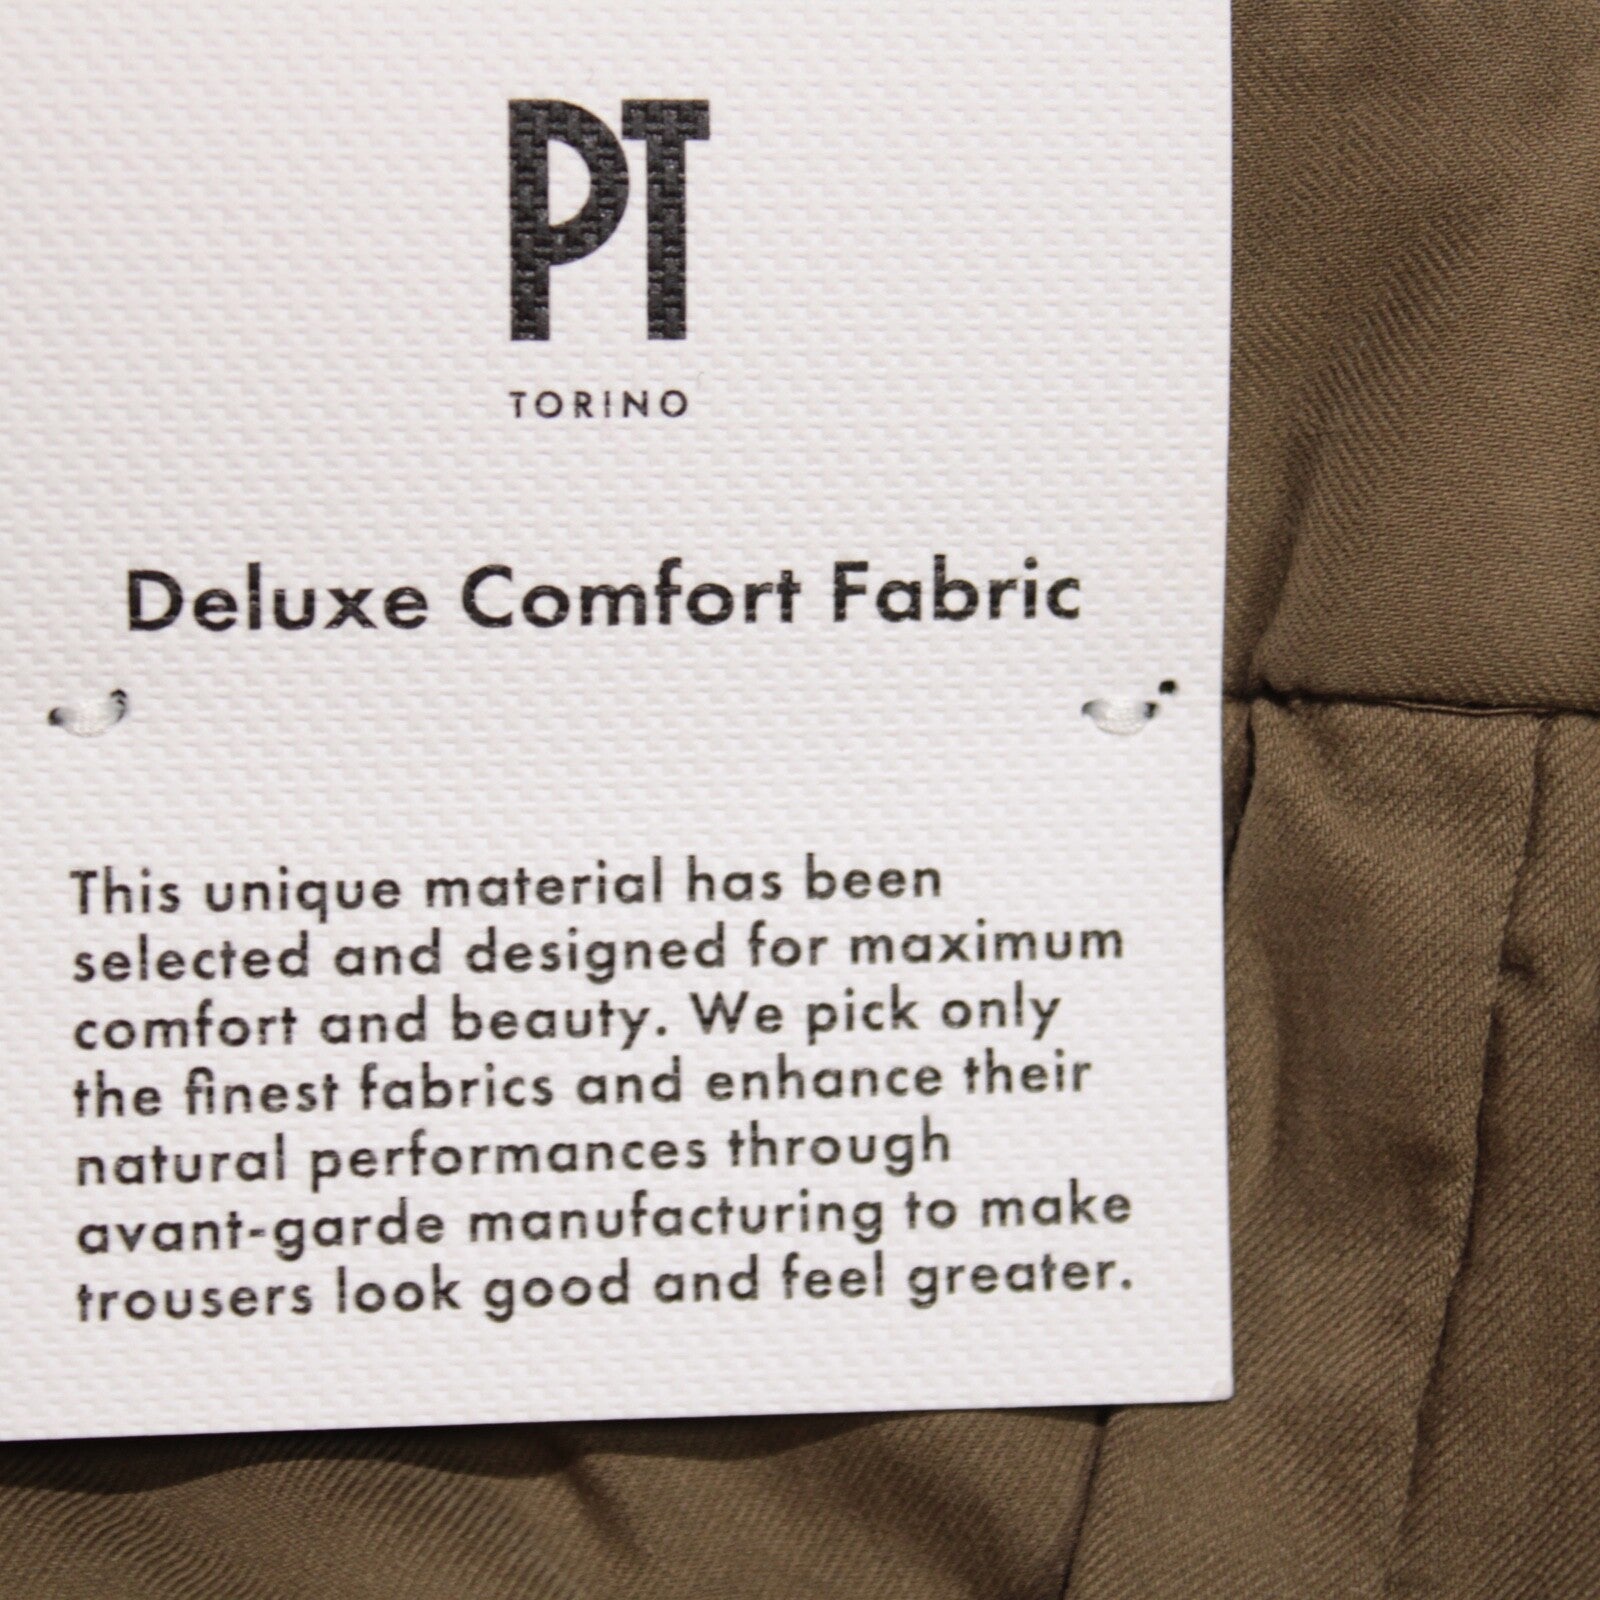 PT
TORINO
Deluxe Comfort Fabric
This unique material has been
selected and designed for maximum
comfort and beauty. We pick only
the finest fabrics and enhance their
natural performances through
avant-garde manufacturing to make
trousers look good and feel greater.